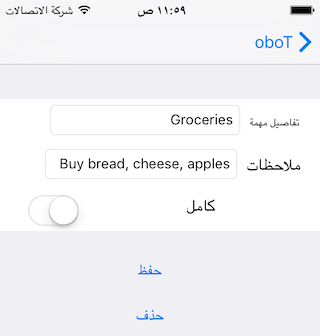 شركة الاتصالات ١١:٥٩ ص
oboT
تفاصيل مهمة Groceries
ملاحظات Buy bread, cheese, apples
كامل
حفظ
حذف